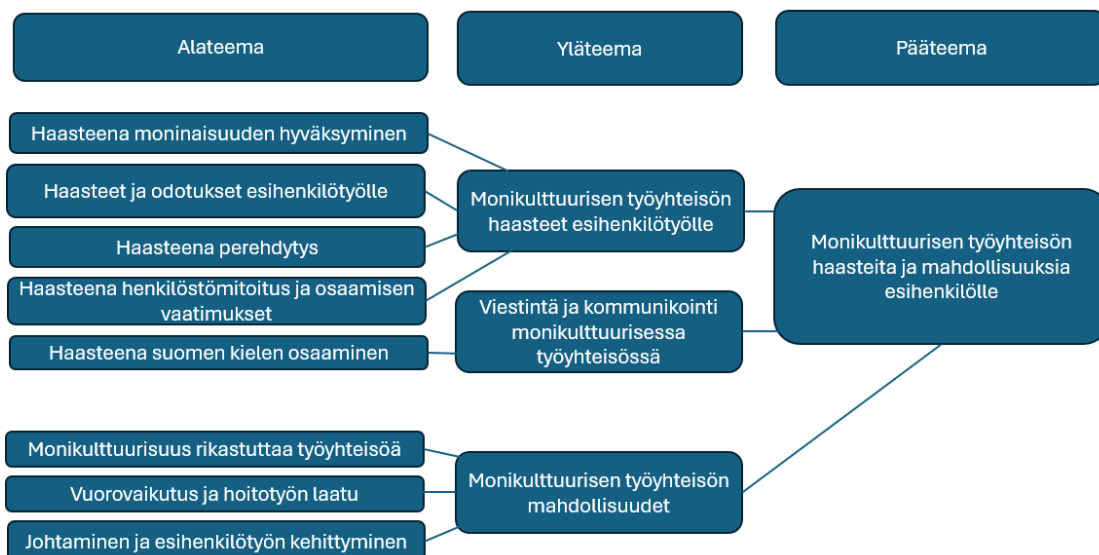 Alateema
Yläteema
Pääteema
Haasteena moninaisuuden hyväksyminen
Haasteet ja odotukset esihenkilötyölle
Haasteena perehdytys
Haasteena henkilöstömitoitus ja osaamisen
vaatimukset
Haasteena suomen kielen osaaminen
Monikulttuurisuus rikastuttaa työyhteisöä
Vuorovaikutus ja hoitotyön laatu
Johtaminen ja esihenkilötyön kehittyminen
Monikulttuurisen työyhteisön
haasteet esihenkilötyölle
Viestintä ja kommunikointi
monikulttuurisessa
työyhteisössä
Monikulttuurisen työyhteisön
mahdollisuudet
Monikulttuurisen työyhteisön
haasteita ja mahdollisuuksia
esihenkilölle